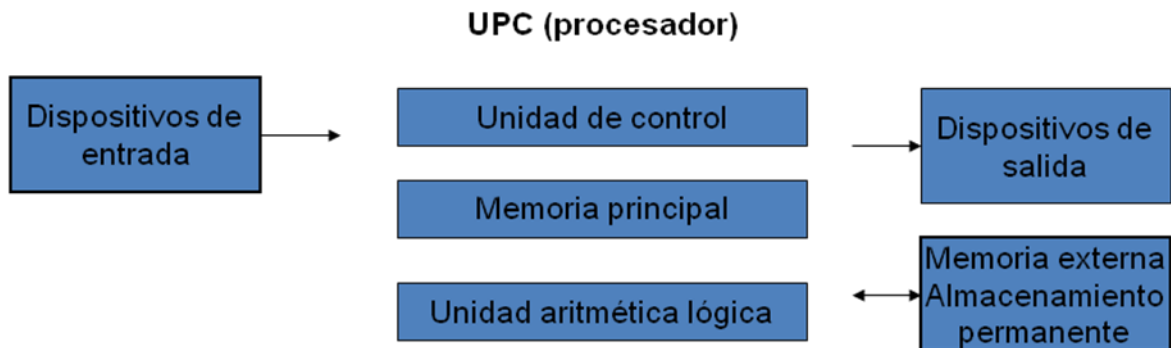 UPC (procesador)
Dispositivos de
entrada
Unidad de control
Memoria principal
Unidad aritmética lógica
Dispositivos de
salida
Memoria externa
Almacenamiento
permanente